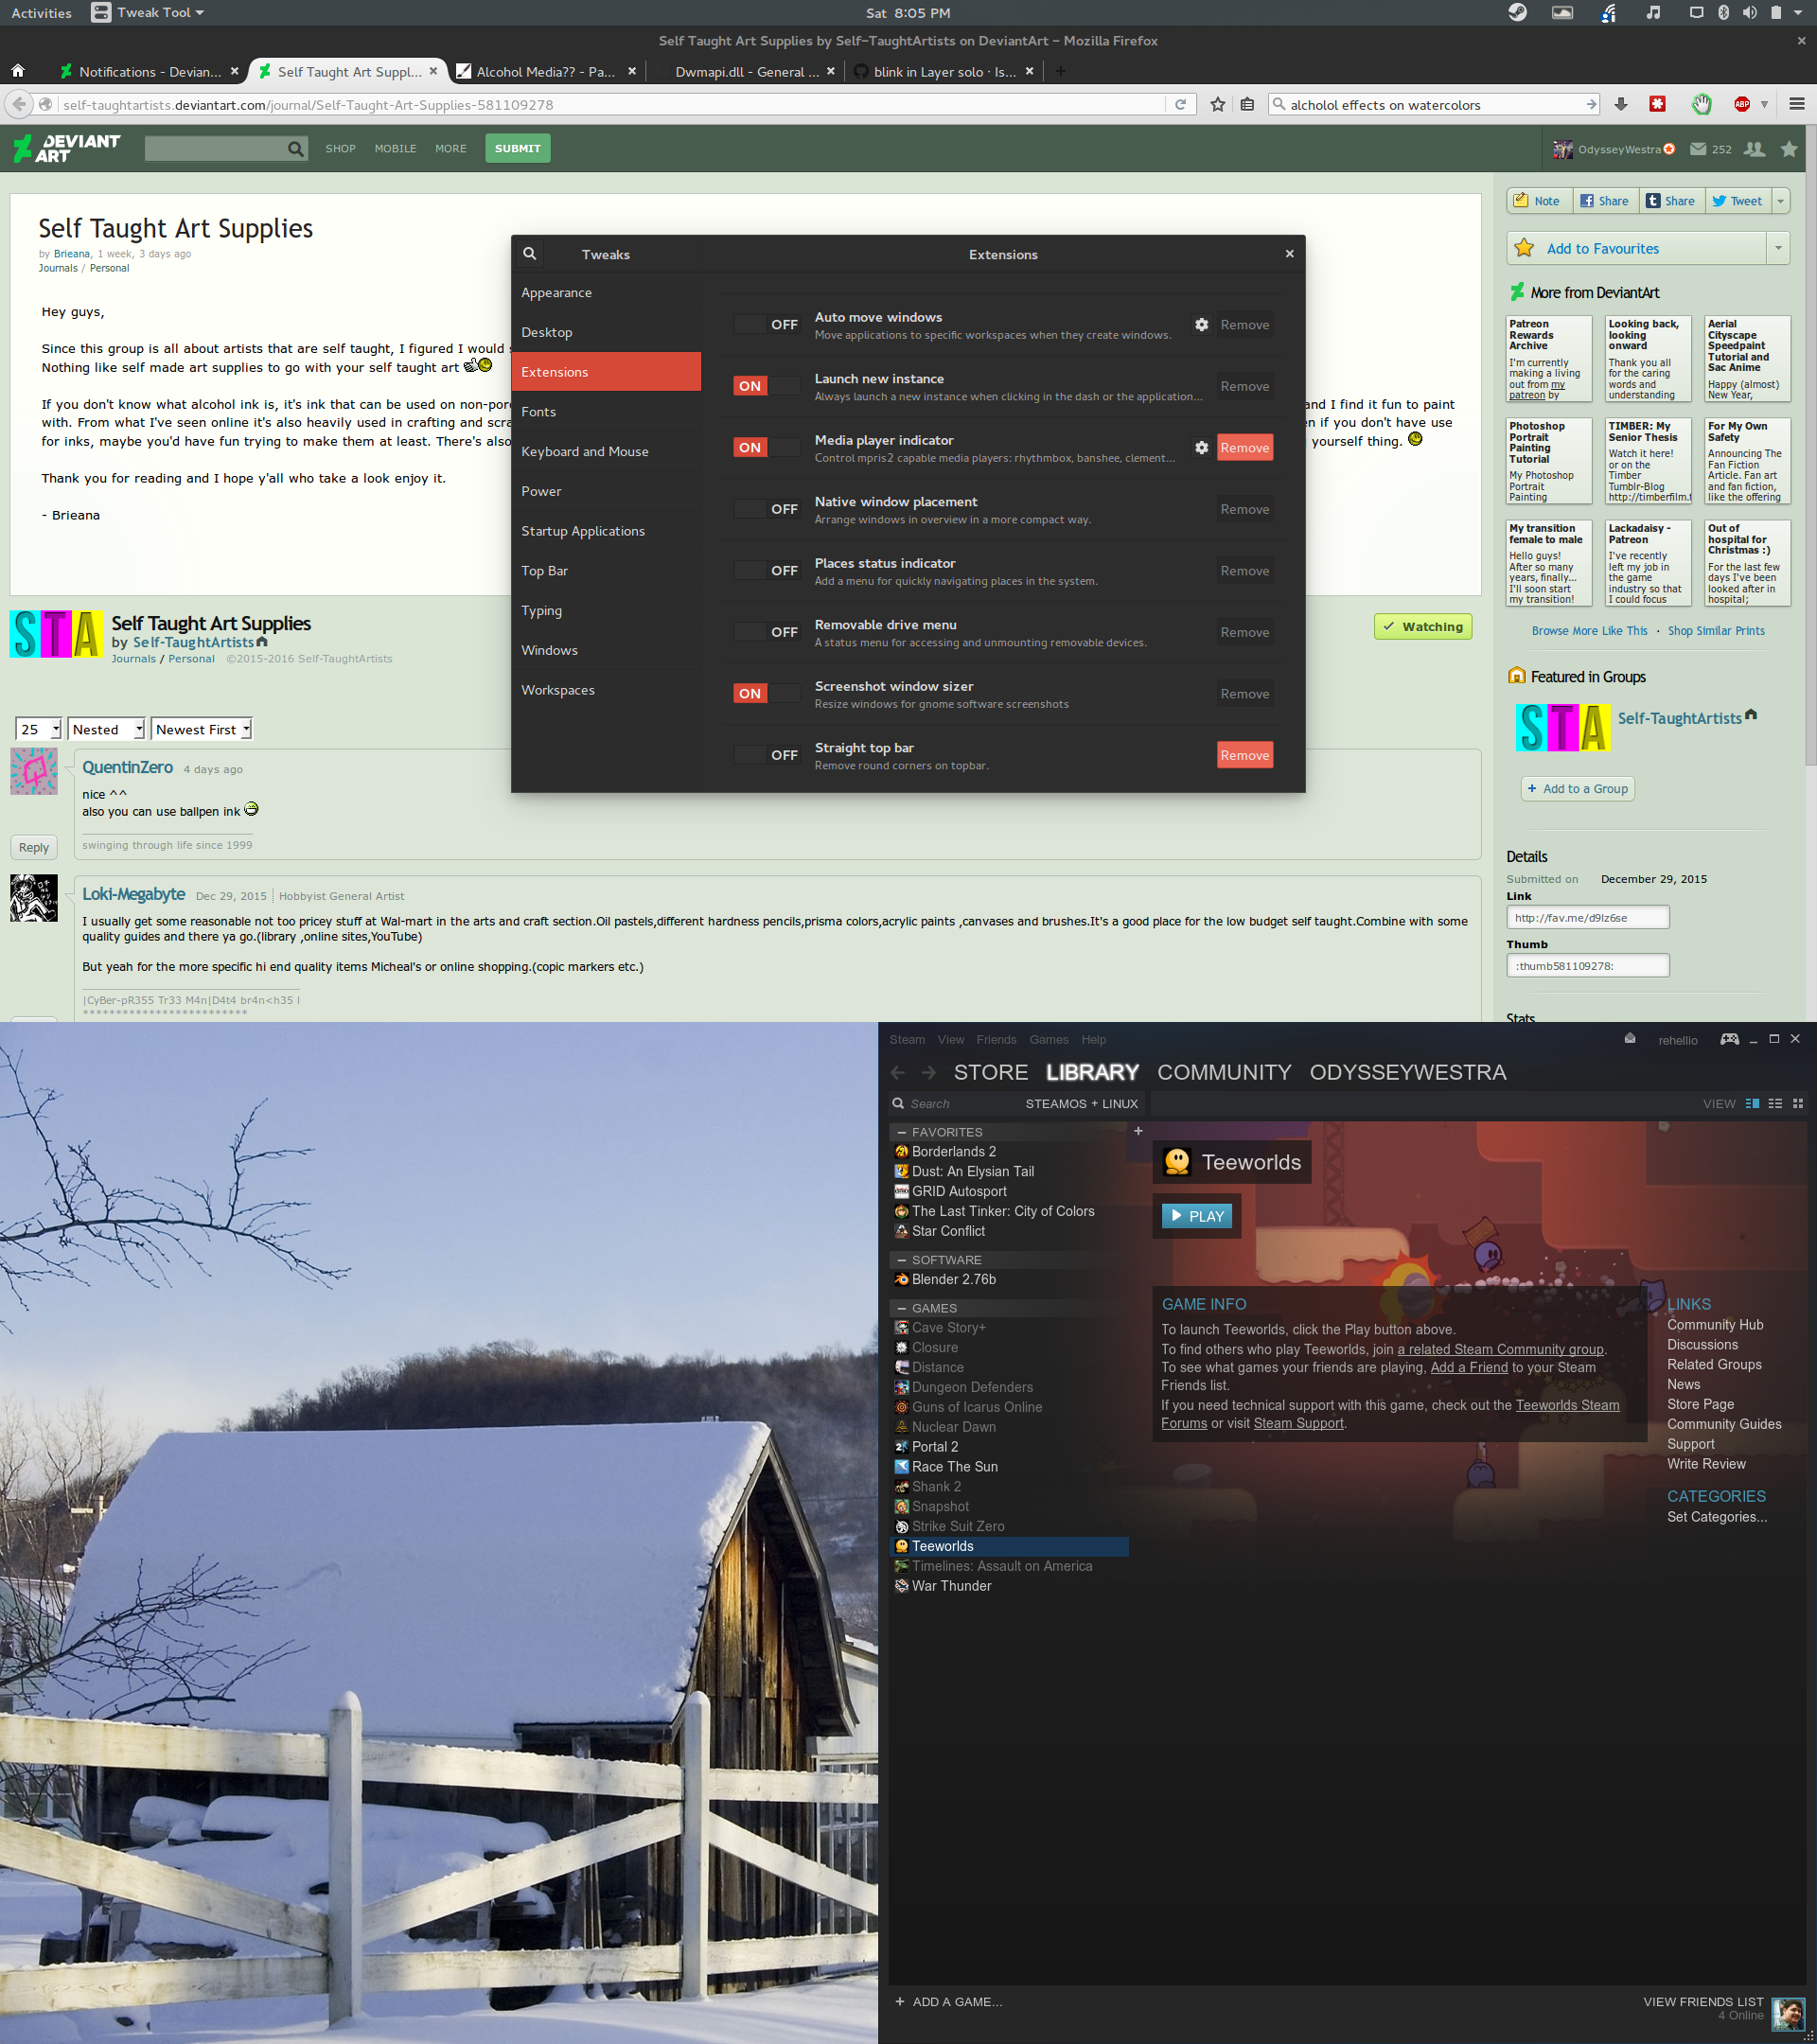 Activities Tweak Tool Sat 8:05 PM
Self Taught Art Supplies by Self-TaughtArtists on DeviantArt - Mozilla Firefox
Notifications - Devian... Self Taught Art Suppl... Alcohol Media?? - Pa... Dwmapi.dll - General ... blink in Layer solo · Is...
self-taughtartists.deviantart.com/journal/Self-Taught-Art-Supplies-581109278 alcholol effects on watercolors ABP
DEVIANT ART SHOP MOBILE MORE SUBMIT OdysseyWestra 252
Self Taught Art Supplies
by Brieana, 1 week, 3 days ago
Journals / Personal
Hey guys,
Since this group is all about artists that are self taught, I figured I would
Nothing like self made art supplies to go with your self taught art
If you don't know what alcohol ink is, it's ink that can be used on non-por
nd I find it fun to paint
with. From what I've seen online it's also heavily used in crafting and scra
n if you don't have use
for inks, maybe you'd have fun trying to make them at least. There's also
yourself thing.
Thank you for reading and I hope y'all who take a look enjoy it.
- Brieana
Tweaks
Appearance
Desktop
Extensions
Fonts
Keyboard and Mouse
Power
Startup Applications
Top Bar
Typing
Windows
Workspaces
Extensions
OFF Auto move windows Remove
Move applications to specific workspaces when they create windows.
ON Launch new instance Remove
Always launch a new instance when clicking in the dash or the application...
ON Media player indicator Remove
Control mpris2 capable media players: rhythmbox, banshee, clement...
OFF Native window placement Remove
Arrange windows in overview in a more compact way.
OFF Places status indicator Remove
Add a menu for quickly navigating places in the system.
OFF Removable drive menu Remove
A status menu for accessing and unmounting removable devices.
ON Screenshot window sizer Remove
Resize windows for gnome software screenshots
OFF Straight top bar Remove
Remove round corners on topbar.
Note Share Share Tweet
Add to Favourites
More from DeviantArt
Patreon
Rewards
Archive
I'm currently
making a living
out from my
patreon by
Looking back,
looking
onward
Thank you all
for the caring
words and
understanding
Aerial
Cityscape
Speedpaint
Tutorial and
Sac Anime
Happy (almost)
New Year,
Photoshop
Portrait
Painting
Tutorial
My Photoshop
Portrait
Painting
TIMBER: My
Senior Thesis
Watch it here!
or on the
Timber
Tumblr-Blog
http://timberfilm.t
For My Own
Safety
Announcing The
Fan Fiction
Article. Fan art
and fan fiction,
like the offering
My transition
female to male
Hello guys!
After so many
years, finally...
I'll soon start
my transition!
Lackadaisy -
Patreon
I've recently
left my job in
the game
industry so that
I could focus
Out of
hospital for
Christmas :)
For the last few
days I've been
looked after in
hospital;
Browse More Like This · Shop Similar Prints
Featured in Groups
STA Self-TaughtArtists
+ Add to a Group
Details
Submitted on December 29, 2015
Link
http://fav.me/d9lz6se
Thumb
:thumb581109278:
Stats
STA Self Taught Art Supplies
by Self-TaughtArtists
Journals / Personal ©2015-2016 Self-TaughtArtists
Watching
25 Nested Newest First
QuentinZero 4 days ago
nice ^^
also you can use ballpen ink
swinging through life since 1999
Reply
Loki-Megabyte Dec 29, 2015 Hobbyist General Artist
I usually get some reasonable not too pricey stuff at Wal-mart in the arts and craft section.Oil pastels,different hardness pencils,prisma colors,acrylic paints ,canvases and brushes.It's a good place for the low budget self taught.Combine with some
quality guides and there ya go.(library ,online sites,YouTube)
But yeah for the more specific hi end quality items Micheal's or online shopping.(copic markers etc.)
|CyBer-pR355 Tr33 M4n|D4t4 br4n<h35 l
*************************
Steam View Friends Games Help rehellio
STORE LIBRARY COMMUNITY ODYSSEYWESTRA
Search STEAMOS + LINUX VIEW
FAVORITES
Borderlands 2
Dust: An Elysian Tail
GRID Autosport
The Last Tinker: City of Colors
Star Conflict
SOFTWARE
Blender 2.76b
GAMES
Cave Story+
Closure
Distance
Dungeon Defenders
Guns of Icarus Online
Nuclear Dawn
Portal 2
Race The Sun
Shank 2
Snapshot
Strike Suit Zero
Teeworlds
Timelines: Assault on America
War Thunder
Teeworlds
PLAY
GAME INFO
To launch Teeworlds, click the Play button above.
To find others who play Teeworlds, join a related Steam Community group.
To see what games your friends are playing, Add a Friend to your Steam
Friends list.
If you need technical support with this game, check out the Teeworlds Steam
Forums or visit Steam Support.
LINKS
Community Hub
Discussions
Related Groups
News
Store Page
Community Guides
Support
Write Review
CATEGORIES
Set Categories...
+ ADD A GAME... VIEW FRIENDS LIST
4 Online